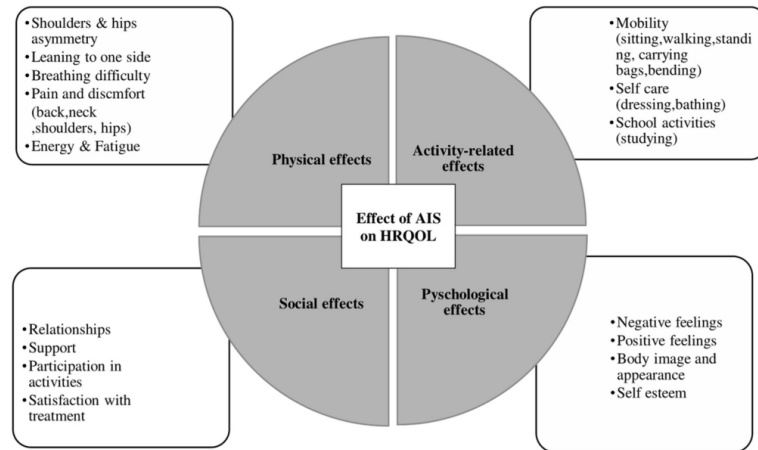 •Shoulders & hips
asymmetry
•Leaning to one side
•Breathing difficulty
•Pain and discmfort
(back,neck
,shoulders, hips)
•Energy & Fatigue
•Mobility
(sitting,walking,standi
ng, carrying
bags,bending)
•Self care
(dressing,bathing)
•School activities
(studying)
Physical effects
Activity-related
effects
Effect of AIS
on HRQOL
Social effects
Pyschological
effects
•Relationships
•Support
•Participation in
activities
•Satisfaction with
treatment
•Negative feelings
•Positive feelings
•Body image and
appearance
•Self esteem